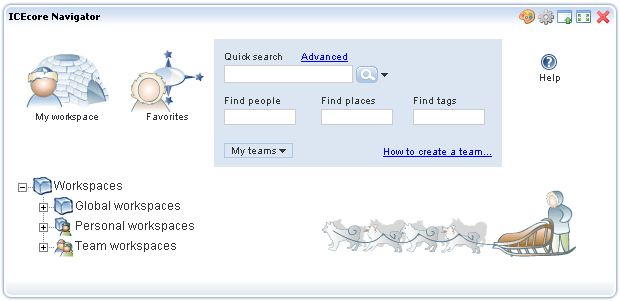 ICEcore Navigator
Quick search Advanced
Help
My workspace Favorites
Find people Find places Find tags
My teams How to create a team...
Workspaces
Global workspaces
Personal workspaces
Team workspaces